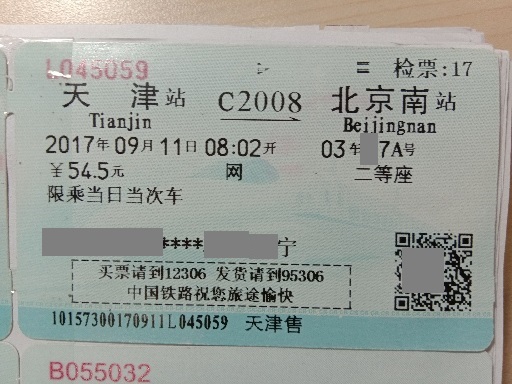 L045059 检票:17
天津站 C2008 北京南站
Tianjin Beijingnan
2017年09月11日08:02开 03车 7A号
￥54.5元 网 二等座
限乘当日当次车
**** 宁
买票请到12306 发货请到95306
中国铁路祝您旅途愉快
10157300170911L045059 天津售
B055032